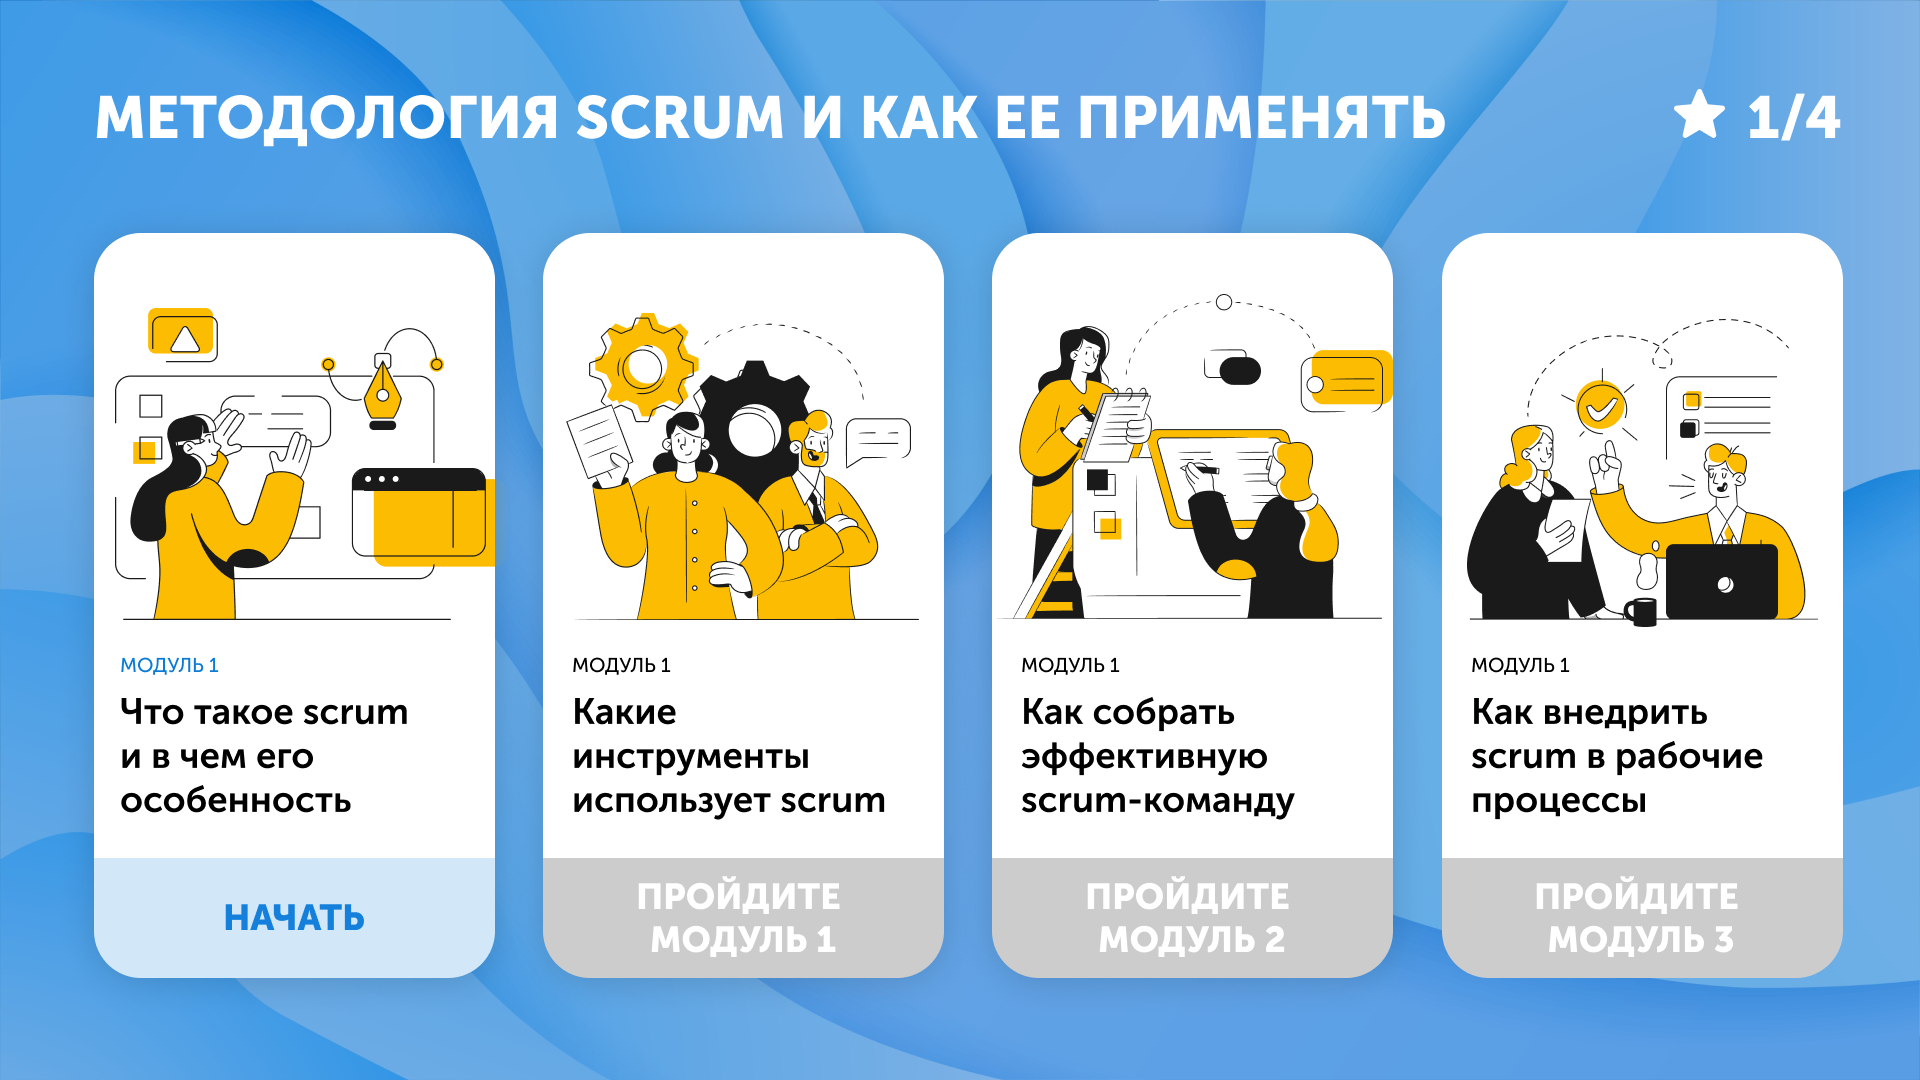 МЕТОДОЛОГИЯ SCRUM И КАК ЕЕ ПРИМЕНЯТЬ
1/4
МОДУЛЬ 1
Что такое scrum
и в чем его
особенность
НАЧАТЬ
МОДУЛЬ 1
Какие
инструменты
использует scrum
ПРОЙДИТЕ
МОДУЛЬ 1
МОДУЛЬ 1
Как собрать
эффективную
scrum-команду
ПРОЙДИТЕ
МОДУЛЬ 2
МОДУЛЬ 1
Как внедрить
scrum в рабочие
процессы
ПРОЙДИТЕ
МОДУЛЬ 3